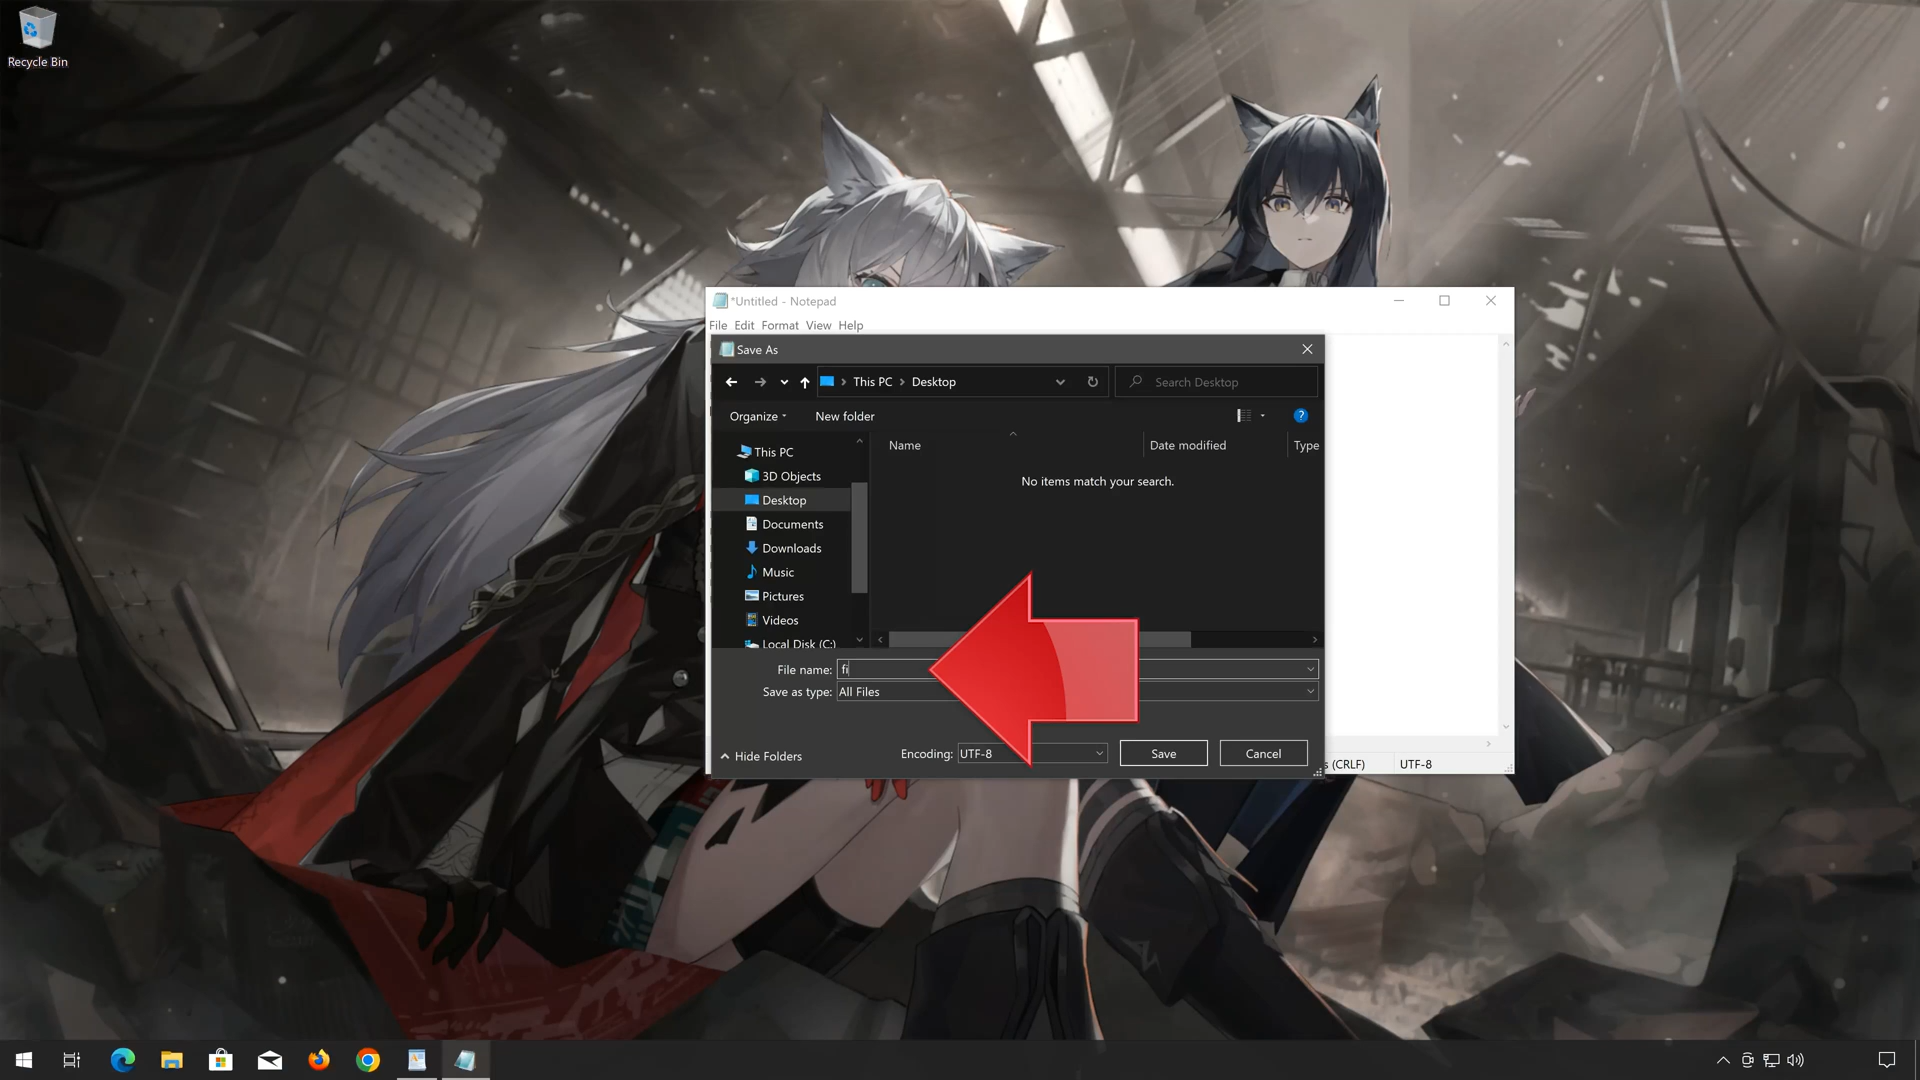 Recycle Bin
*Untitled - Notepad
File Edit Format View Help
Save As
This PC > Desktop
Search Desktop
Organize
New folder
Name
Date modified
Type
This PC
3D Objects
Desktop
Documents
Downloads
Music
Pictures
Videos
Local Disk (C:)
No items match your search.
File name: fi
Save as type: All Files
Hide Folders
Encoding: UTF-8
Save
Cancel
(CRLF)
UTF-8